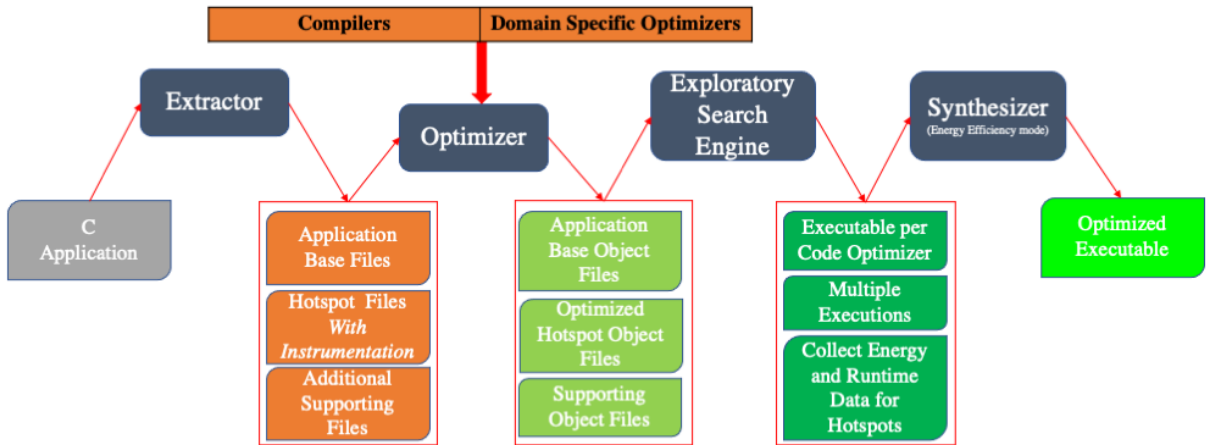 Compilers
Domain Specific Optimizers
Extractor
Optimizer
Exploratory
Search
Engine
Synthesizer
(Energy Efficiency mode)
C
Application
Application
Base Files
Hotspot Files
With
Instrumentation
Additional
Supporting
Files
Application
Base Object
Files
Optimized
Hotspot Object
Files
Supporting
Object Files
Executable per
Code Optimizer
Multiple
Executions
Collect Energy
and Runtime
Data for
Hotspots
Optimized
Executable